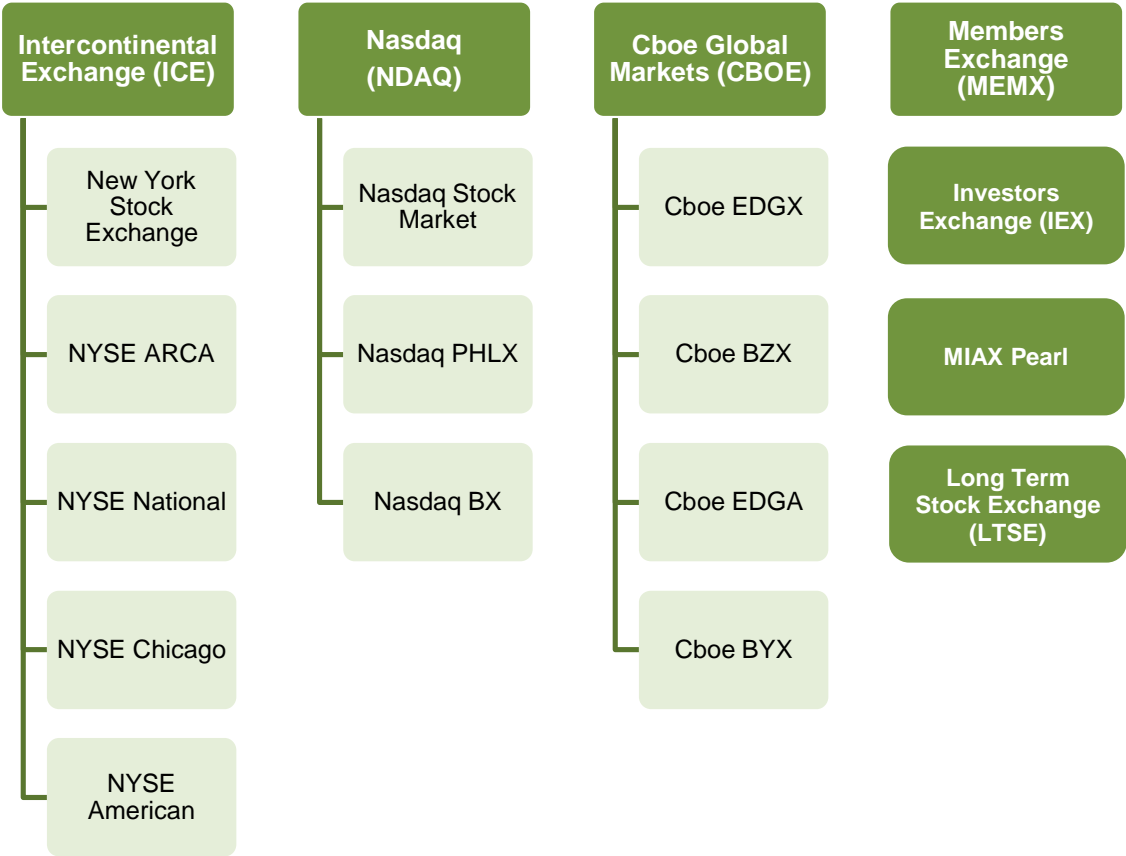 Intercontinental
Exchange (ICE)
New York
Stock
Exchange
NYSE ARCA
NYSE National
NYSE Chicago
NYSE
American
Nasdaq
(NDAQ)
Nasdaq Stock
Market
Nasdaq PHLX
Nasdaq BX
Cboe Global
Markets (CBOE)
Cboe EDGX
Cboe BZX
Cboe EDGA
Cboe BYX
Members
Exchange
(MEMX)
Investors
Exchange (IEX)
MIAX Pearl
Long Term
Stock Exchange
(LTSE)